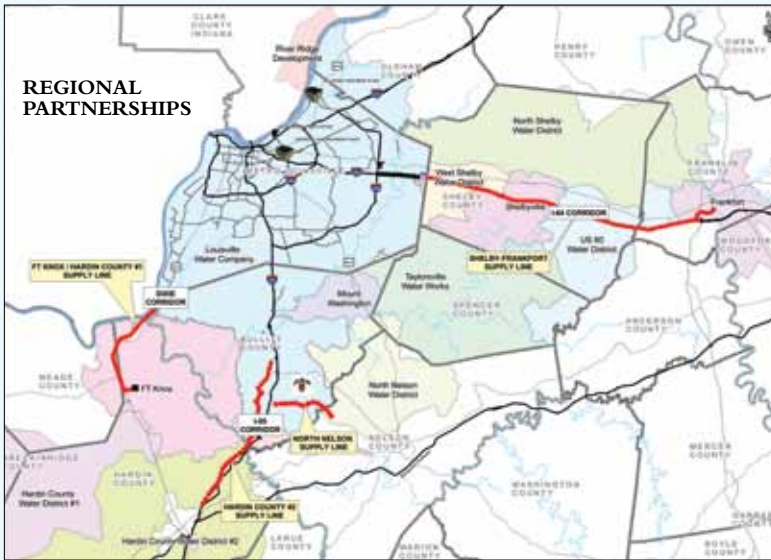 REGIONAL
PARTNERSHIPS
CLARK
COUNTY
INDIANA
River Ridge
Development
OLDHAM
COUNTY
HENRY
COUNTY
OWEN
COUNTY
North Shelby
Water District
FRANKLIN
COUNTY
West Shelby
Water District
SHELBY
COUNTY
Shelbyville
I-64 CORRIDOR
Frankfort
WOODFORD
COUNTY
Louisville
Water Company
US 60
Water District
SHELBY-FRANKFORT
SUPPLY LINE
FT KNOX / HARDIN COUNTY #1
SUPPLY LINE
DIXIE
CORRIDOR
Mount
Washington
Taylorsville
Water Works
SPENCER
COUNTY
ANDERSON
COUNTY
BULLITT
COUNTY
MEADE
COUNTY
FT Knox
North Nelson
Water District
I-65
CORRIDOR
NORTH NELSON
SUPPLY LINE
NELSON
COUNTY
MERCER
COUNTY
BRECKINRIDGE
COUNTY
HARDIN
COUNTY
Hardin County
Water District #1
HARDIN COUNTY #2
SUPPLY LINE
WASHINGTON
COUNTY
Hardin County Water District #2
LARUE
COUNTY
MARION
COUNTY
BOYLE
COUNTY